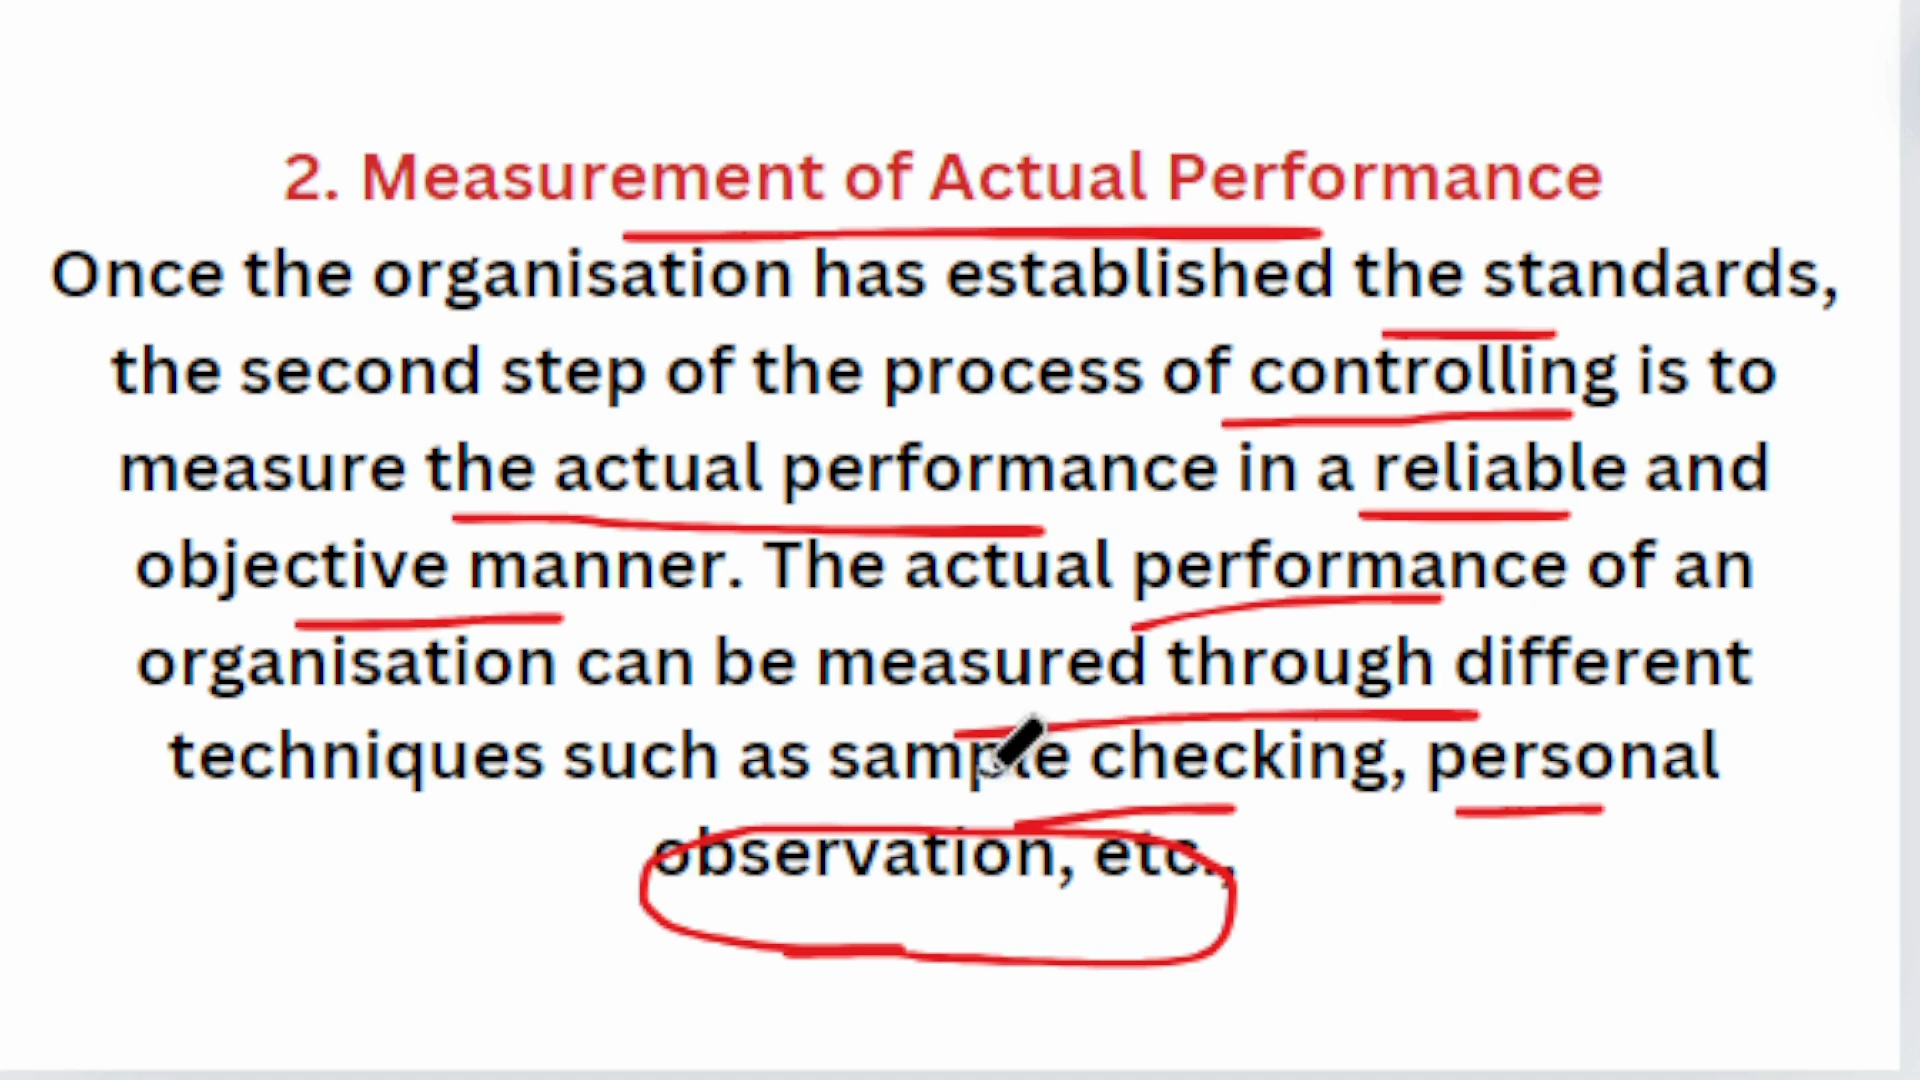 2. Measurement of Actual Performance
Once the organisation has established the standards,
the second step of the process of controlling is to
measure the actual performance in a reliable and
objective manner. The actual performance of an
organisation can be measured through different
techniques such as sample checking, personal
observation, etc.,